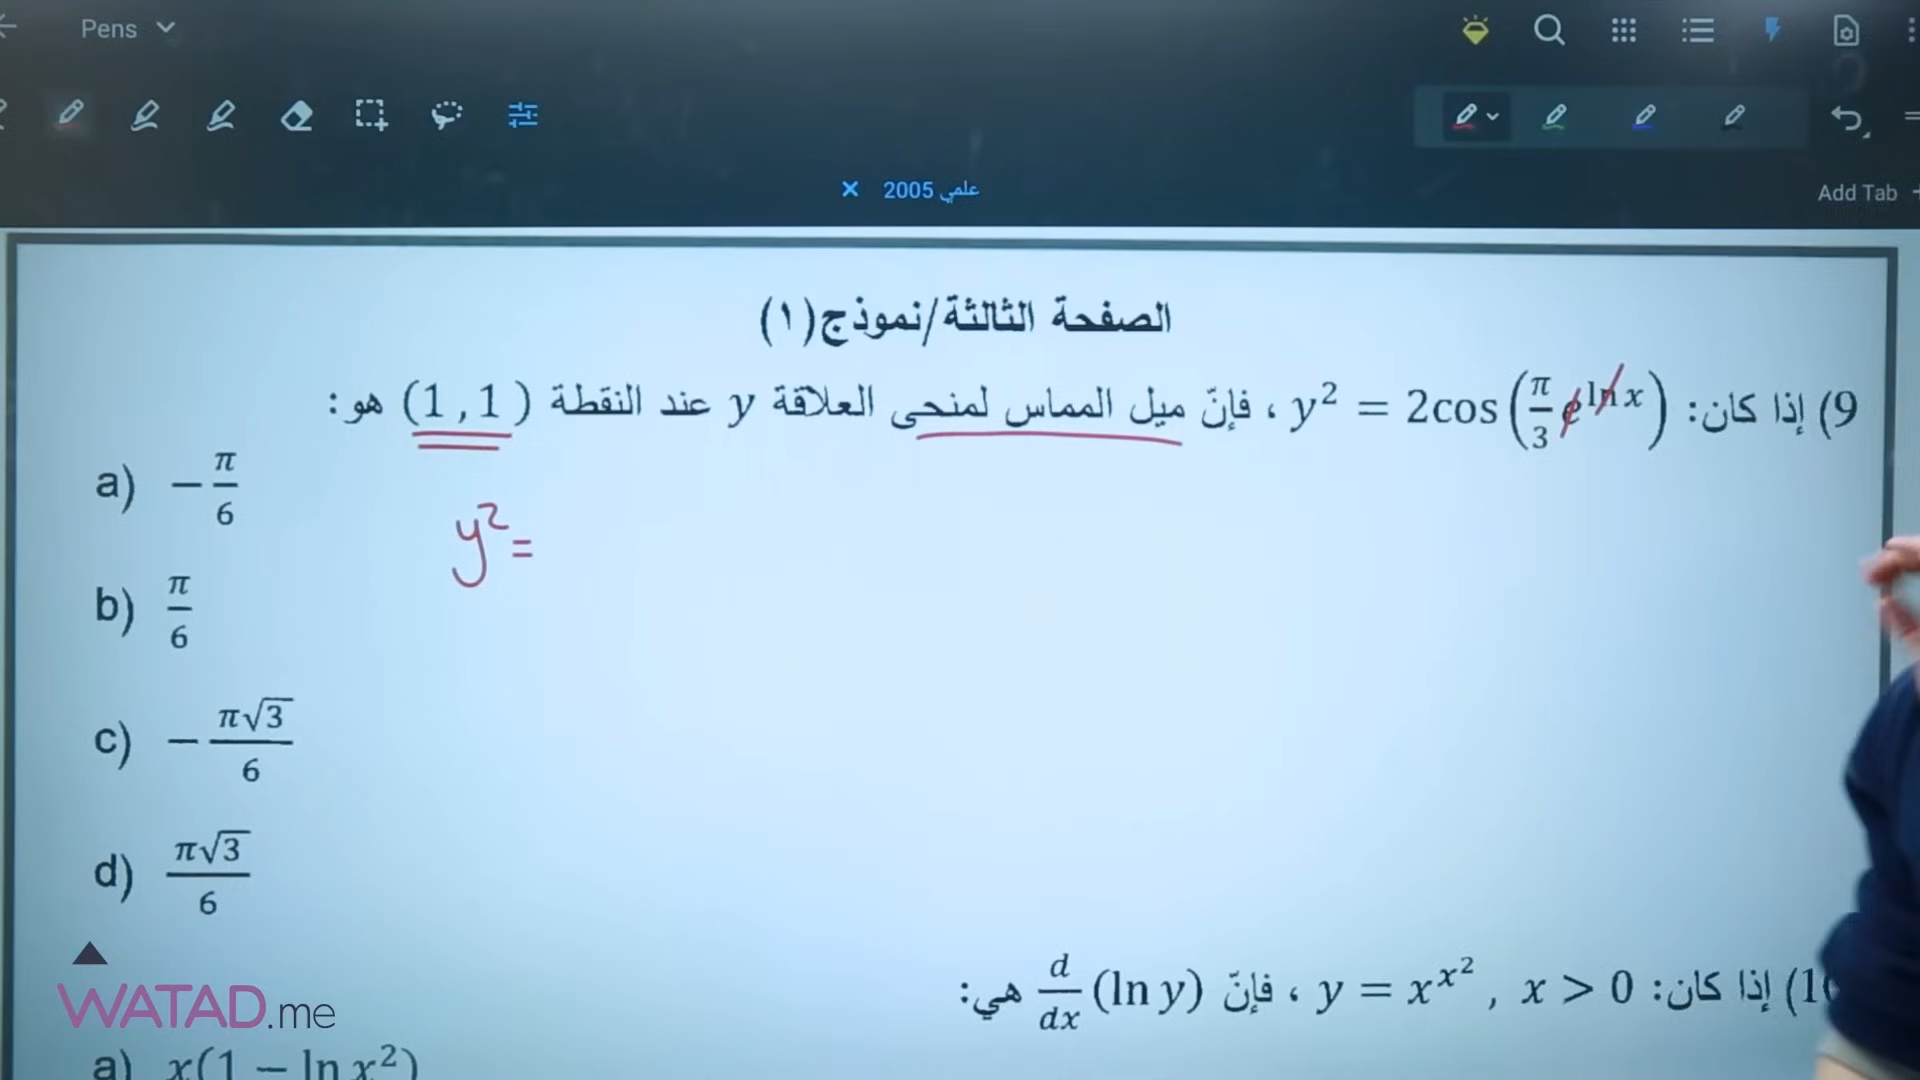 Pens
علمي 2005
Add Tab
الصفحة الثالثة/نموذج(١)
9) إذا كان: y² = 2cos(π/3 e^{ln x}) ، فإنّ ميل المماس لمنحى العلاقة y عند النقطة (1 , 1) هو:
a) −π/6
y² =
b) π/6
c) −π√3/6
d) π√3/6
إذا كان: y = x^{x²} , x > 0 ، فإنّ d/dx (ln y) هي:
WATAD.me
a) x(1 − ln x²)